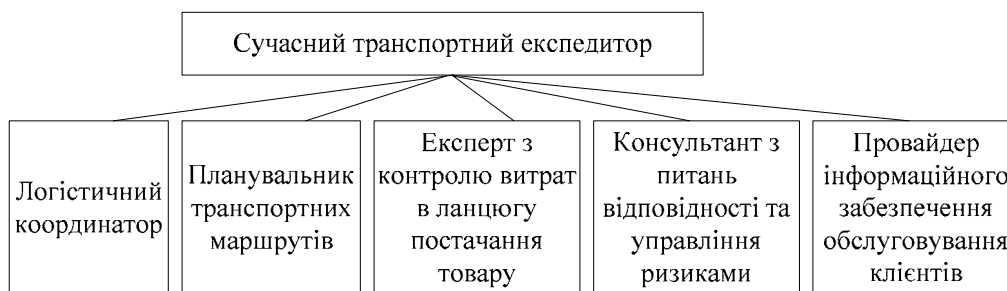 Сучасний транспортний експедитор
Логістичний
координатор
Планувальник
транспортних
маршрутів
Експерт з
контролю витрат
в ланцюгу
постачання
товару
Консультант з
питань
відповідності та
управління
ризиками
Провайдер
інформаційного
забезпечення
обслуговування
клієнтів